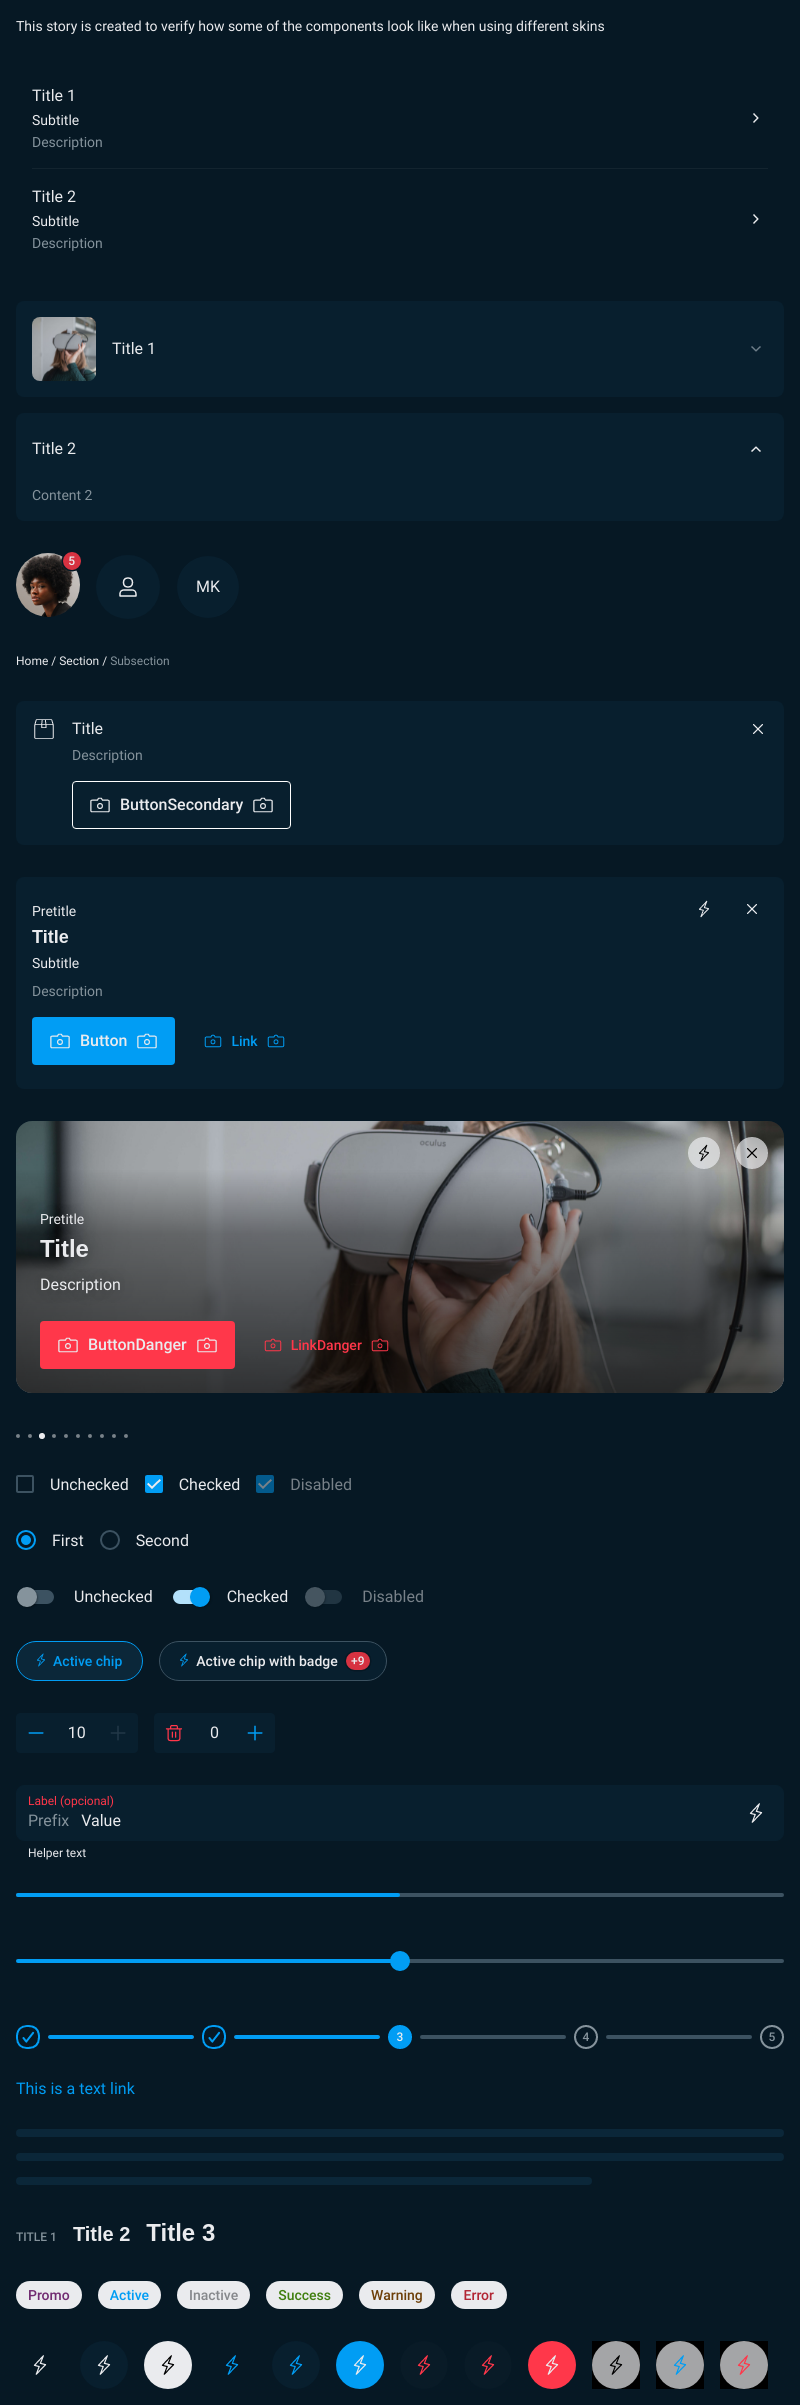 This story is created to verify how some of the components look like when using different skins
Title 1
Subtitle
Description
Title 2
Subtitle
Description
Title 1
Title 2
Content 2
5
MK
Home / Section / Subsection
Title
Description
ButtonSecondary
Pretitle
Title
Subtitle
Description
Button Link
oculus
Pretitle
Title
Description
ButtonDanger LinkDanger
Unchecked Checked Disabled
First Second
Unchecked Checked Disabled
Active chip Active chip with badge +9
10 0
Label (opcional)
Prefix Value
Helper text
3 4 5
This is a text link
TITLE 1 Title 2 Title 3
Promo Active Inactive Success Warning Error